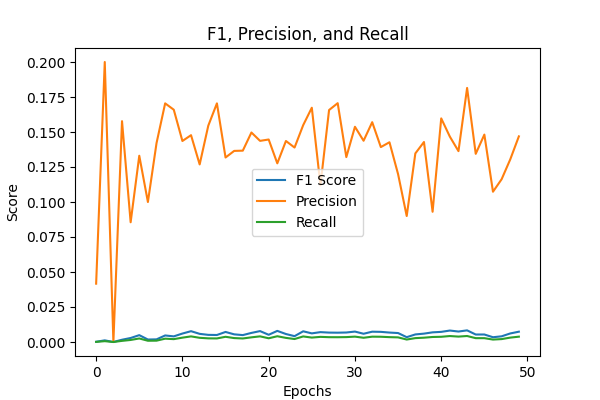 F1, Precision, and Recall
0.200
0.175
0.150
0.125
0.100
0.075
0.050
0.025
0.000
Score
F1 Score
Precision
Recall
0 10 20 30 40 50
Epochs